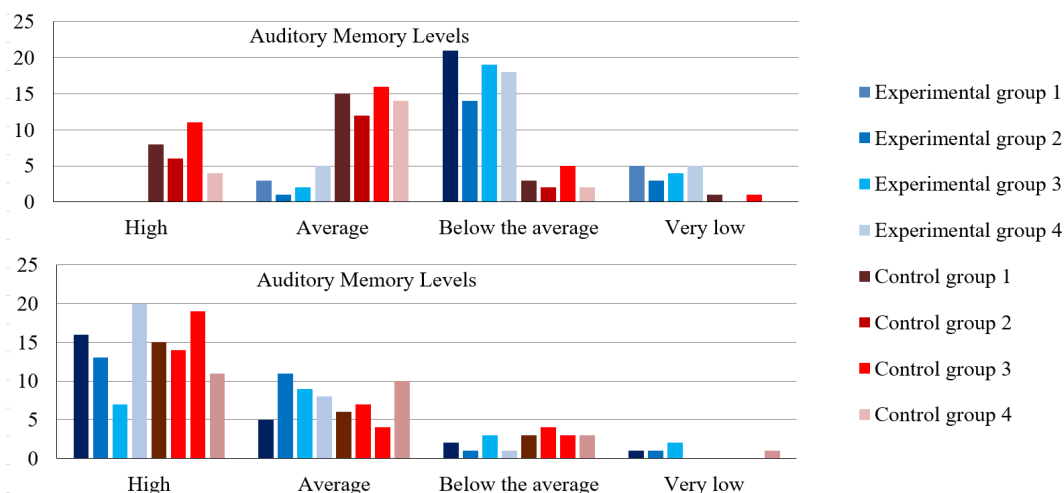 Auditory Memory Levels
25
20
15
10
5
0
High Average Below the average Very low
Auditory Memory Levels
25
20
15
10
5
0
High Average Below the average Very low
Experimental group 1
Experimental group 2
Experimental group 3
Experimental group 4
Control group 1
Control group 2
Control group 3
Control group 4